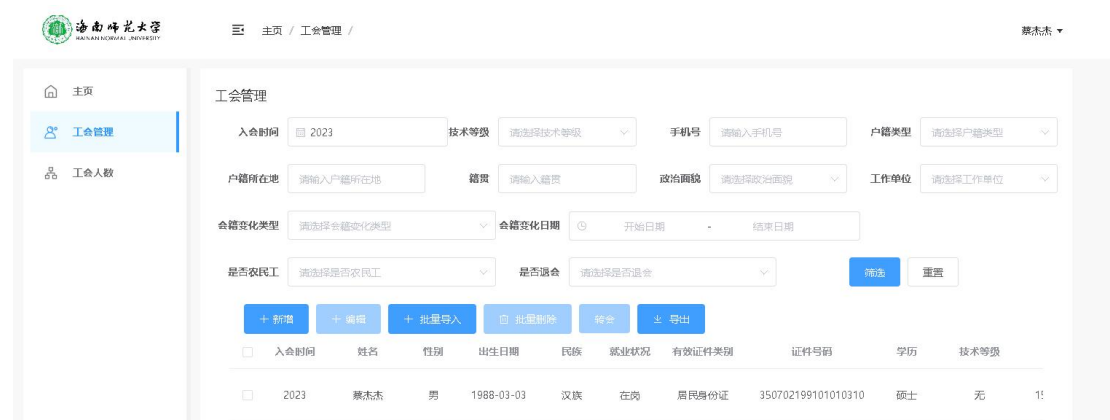 海南师范大学
HAINAN NORMAL UNIVERSITY
主页 / 工会管理 /
蔡杰杰
主页
工会管理
工会人数
工会管理
入会时间 2023 技术等级 请选择技术等级 手机号 请输入手机号 户籍类型 请选择户籍类型
户籍所在地 请输入户籍所在地 籍贯 请输入籍贯 政治面貌 请选择政治面貌 工作单位 请选择工作单位
会籍变化类型 请选择会籍变化类型 会籍变化日期 开始日期 - 结束日期
是否农民工 请选择是否农民工 是否退会 请选择是否退会 筛选 重置
+ 新增 + 编辑 + 批量导入 批量删除 转会 导出
入会时间 姓名 性别 出生日期 民族 就业状况 有效证件类别 证件号码 学历 技术等级
2023 蔡杰杰 男 1988-03-03 汉族 在岗 居民身份证 350702199101010310 硕士 无